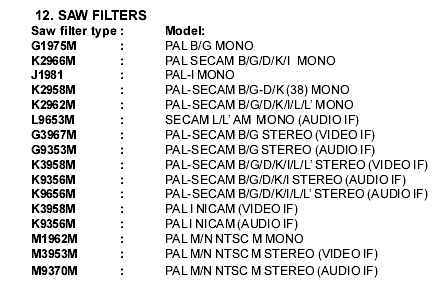 12. SAW FILTERS
Saw filter type : Model:
G1975M : PAL B/G MONO
K2966M : PAL SECAM B/G/D/K/I MONO
J1981 : PAL-I MONO
K2958M : PAL-SECAM B/G-D/K (38) MONO
K2962M : PAL-SECAM B/G/D/K/I/L/L’ MONO
L9653M : SECAM L/L’ AM MONO (AUDIO IF)
G3967M : PAL-SECAM B/G STEREO (VIDEO IF)
G9353M : PAL-SECAM B/G STEREO (AUDIO IF)
K3958M : PAL-SECAM B/G/D/K/I/L/L’ STEREO (VIDEO IF)
K9356M : PAL-SECAM B/G/D/K/I STEREO (AUDIO IF)
K9656M : PAL-SECAM B/G/D/K/I/L/L’ STEREO (AUDIO IF)
K3958M : PAL I NICAM (VIDEO IF)
K9356M : PAL I NICAM (AUDIO IF)
M1962M : PAL M/N NTSC M MONO
M3953M : PAL M/N NTSC M STEREO (VIDEO IF)
M9370M : PAL M/N NTSC M STEREO (AUDIO IF)